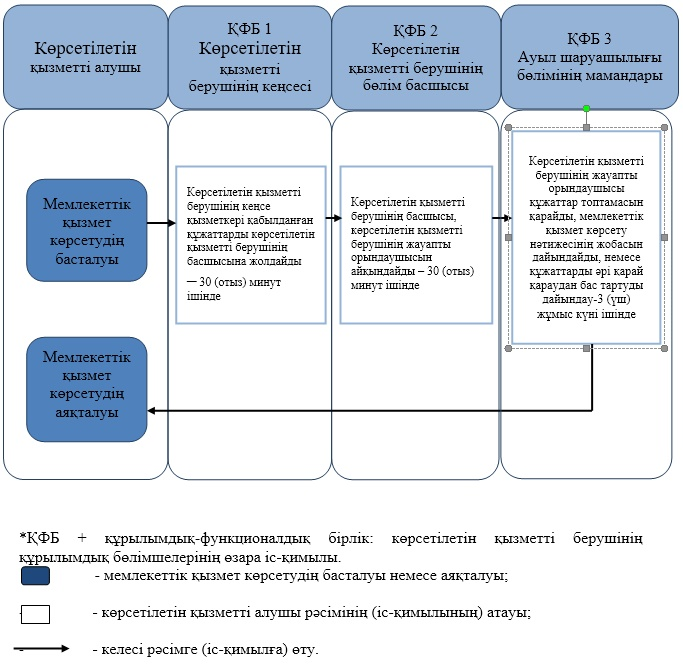 Көрсетілетін
қызметті алушы
ҚФБ 1
Көрсетілетін
қызметті
берушінің кеңсесі
ҚФБ 2
Көрсетілетін
қызметті берушінің
бөлім басшысы
ҚФБ 3
Ауыл шаруашылығы
бөлімінің мамандары
Мемлекеттік
қызмет
көрсетудің
басталуы
Көрсетілетін қызметті
берушінің кеңсе
қызметкері қабылданған
құжаттарды көрсетілетін
қызметті берушінің
басшысына жолдайды
— 30 (отыз) минут
ішінде
Көрсетілетін қызметті
берушінің басшысы,
көрсетілетін қызметті
берушінің жауапты
орындаушысын
айқындайды – 30 (отыз)
минут ішінде
Көрсетілетін қызметті
берушінің жауапты
орындаушысы
құжаттар топтамасын
қарайды, мемлекеттік
қызмет көрсету
нәтижесінің жобасын
дайындайды, немесе
құжаттарды әрі қарай
қараудан бас тартуды
дайындау-3 (үш)
жұмыс күні ішінде
Мемлекеттік
қызмет
көрсетудің
аяқталуы
*ҚФБ + құрылымдық-функционалдық бірлік: көрсетілетін қызметті берушінің
құрылымдық бөлімшелерінің өзара іс-қимылы.
- мемлекеттік қызмет көрсетудің басталуы немесе аяқталуы;
- көрсетілетін қызметті алушы рәсімінің (іс-қимылының) атауы;
- - келесі рәсімге (іс-қимылға) өту.